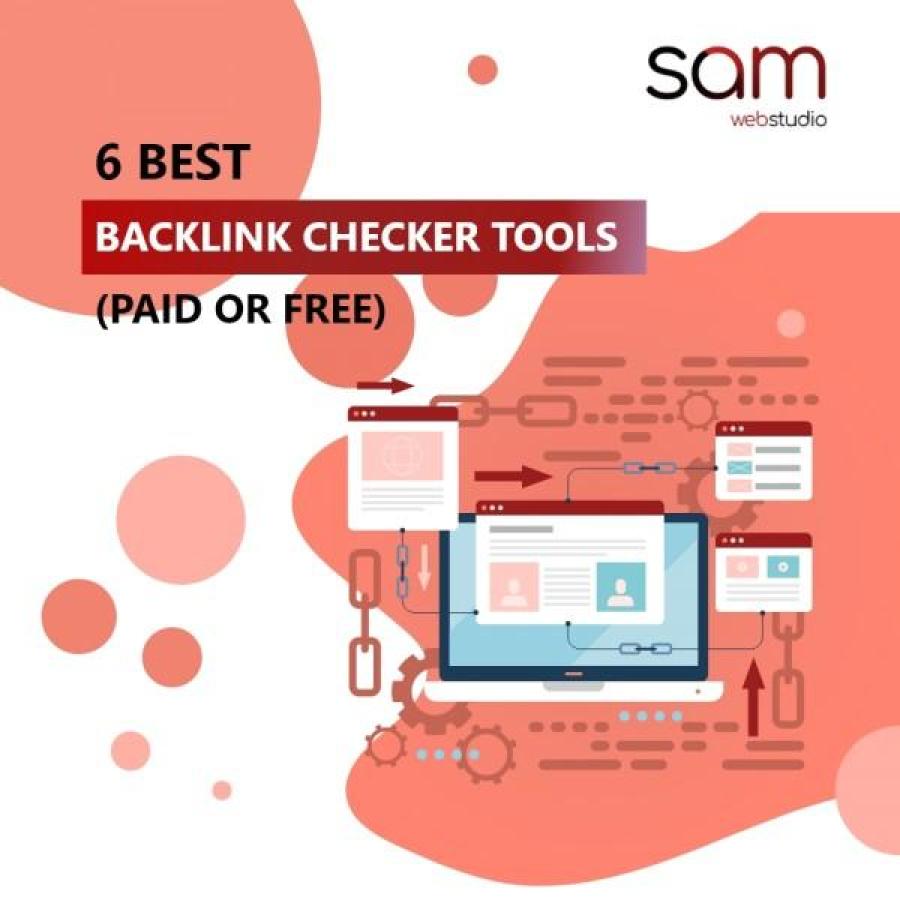 sam
webstudio
6 BEST
BACKLINK CHECKER TOOLS
(PAID OR FREE)